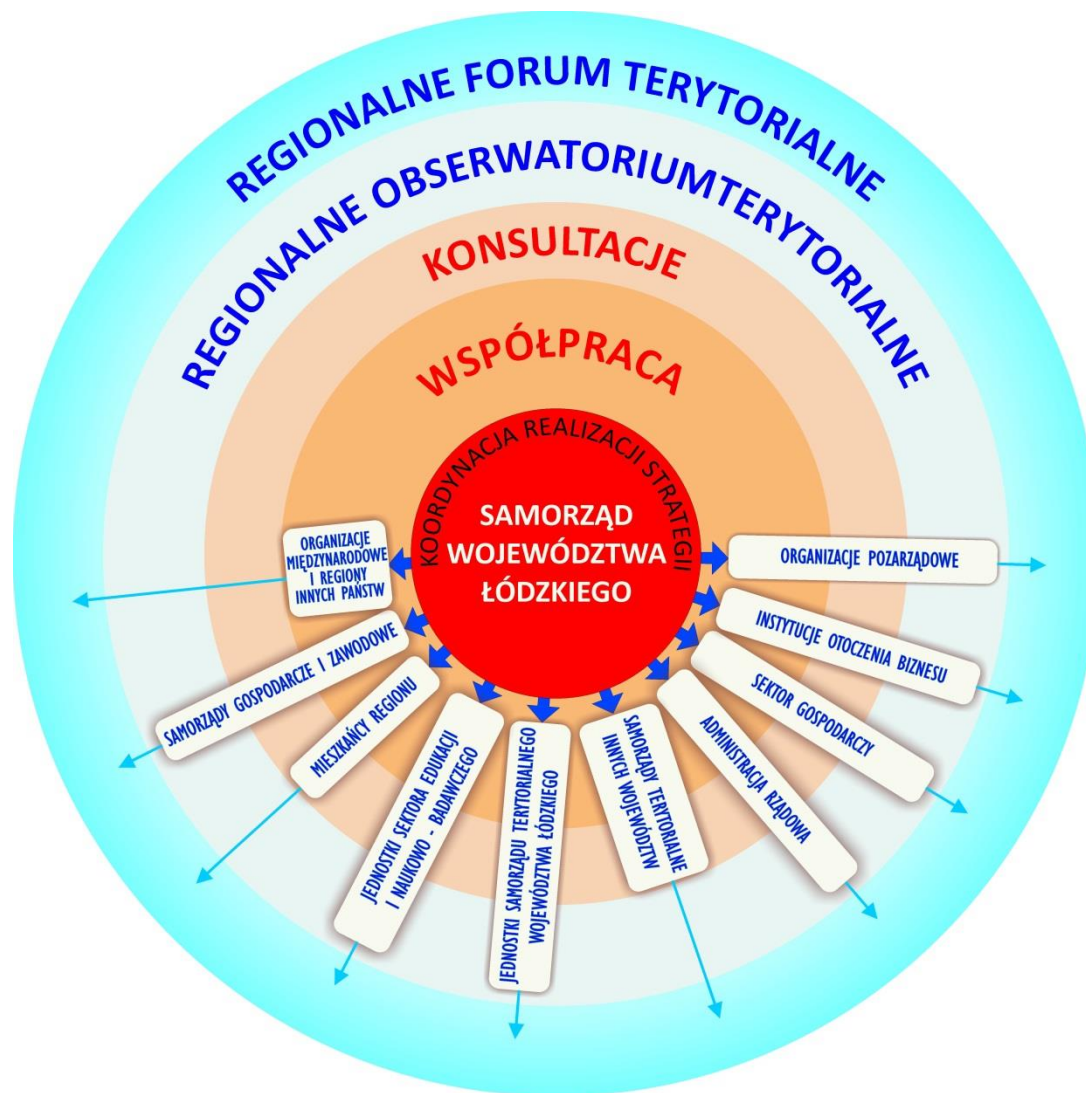 REGIONALNE FORUM TERYTORIALNE
REGIONALNE OBSERWATORIUMTERYTORIALNE
KONSULTACJE
WSPÓŁPRACA
KOORDYNACJA REALIZACJI STRATEGII
SAMORZĄD
WOJEWÓDZTWA
ŁÓDZKIEGO
ORGANIZACJE
MIĘDZYNARODOWE
I REGIONY
INNYCH PAŃSTW
SAMORZĄDY GOSPODARCZE I ZAWODOWE
MIESZKAŃCY REGIONU
JEDNOSTKI SEKTORA EDUKACJI
I NAUKOWO - BADAWCZEGO
JEDNOSTKI SAMORZĄDU TERYTORIALNEGO
WOJEWÓDZTWA ŁÓDZKIEGO
SAMORZĄDY TERYTORIALNE
INNYCH WOJEWÓDZTW
ADMINISTRACJA RZĄDOWA
SEKTOR GOSPODARCZY
INSTYTUCJE OTOCZENIA BIZNESU
ORGANIZACJE POZARZĄDOWE